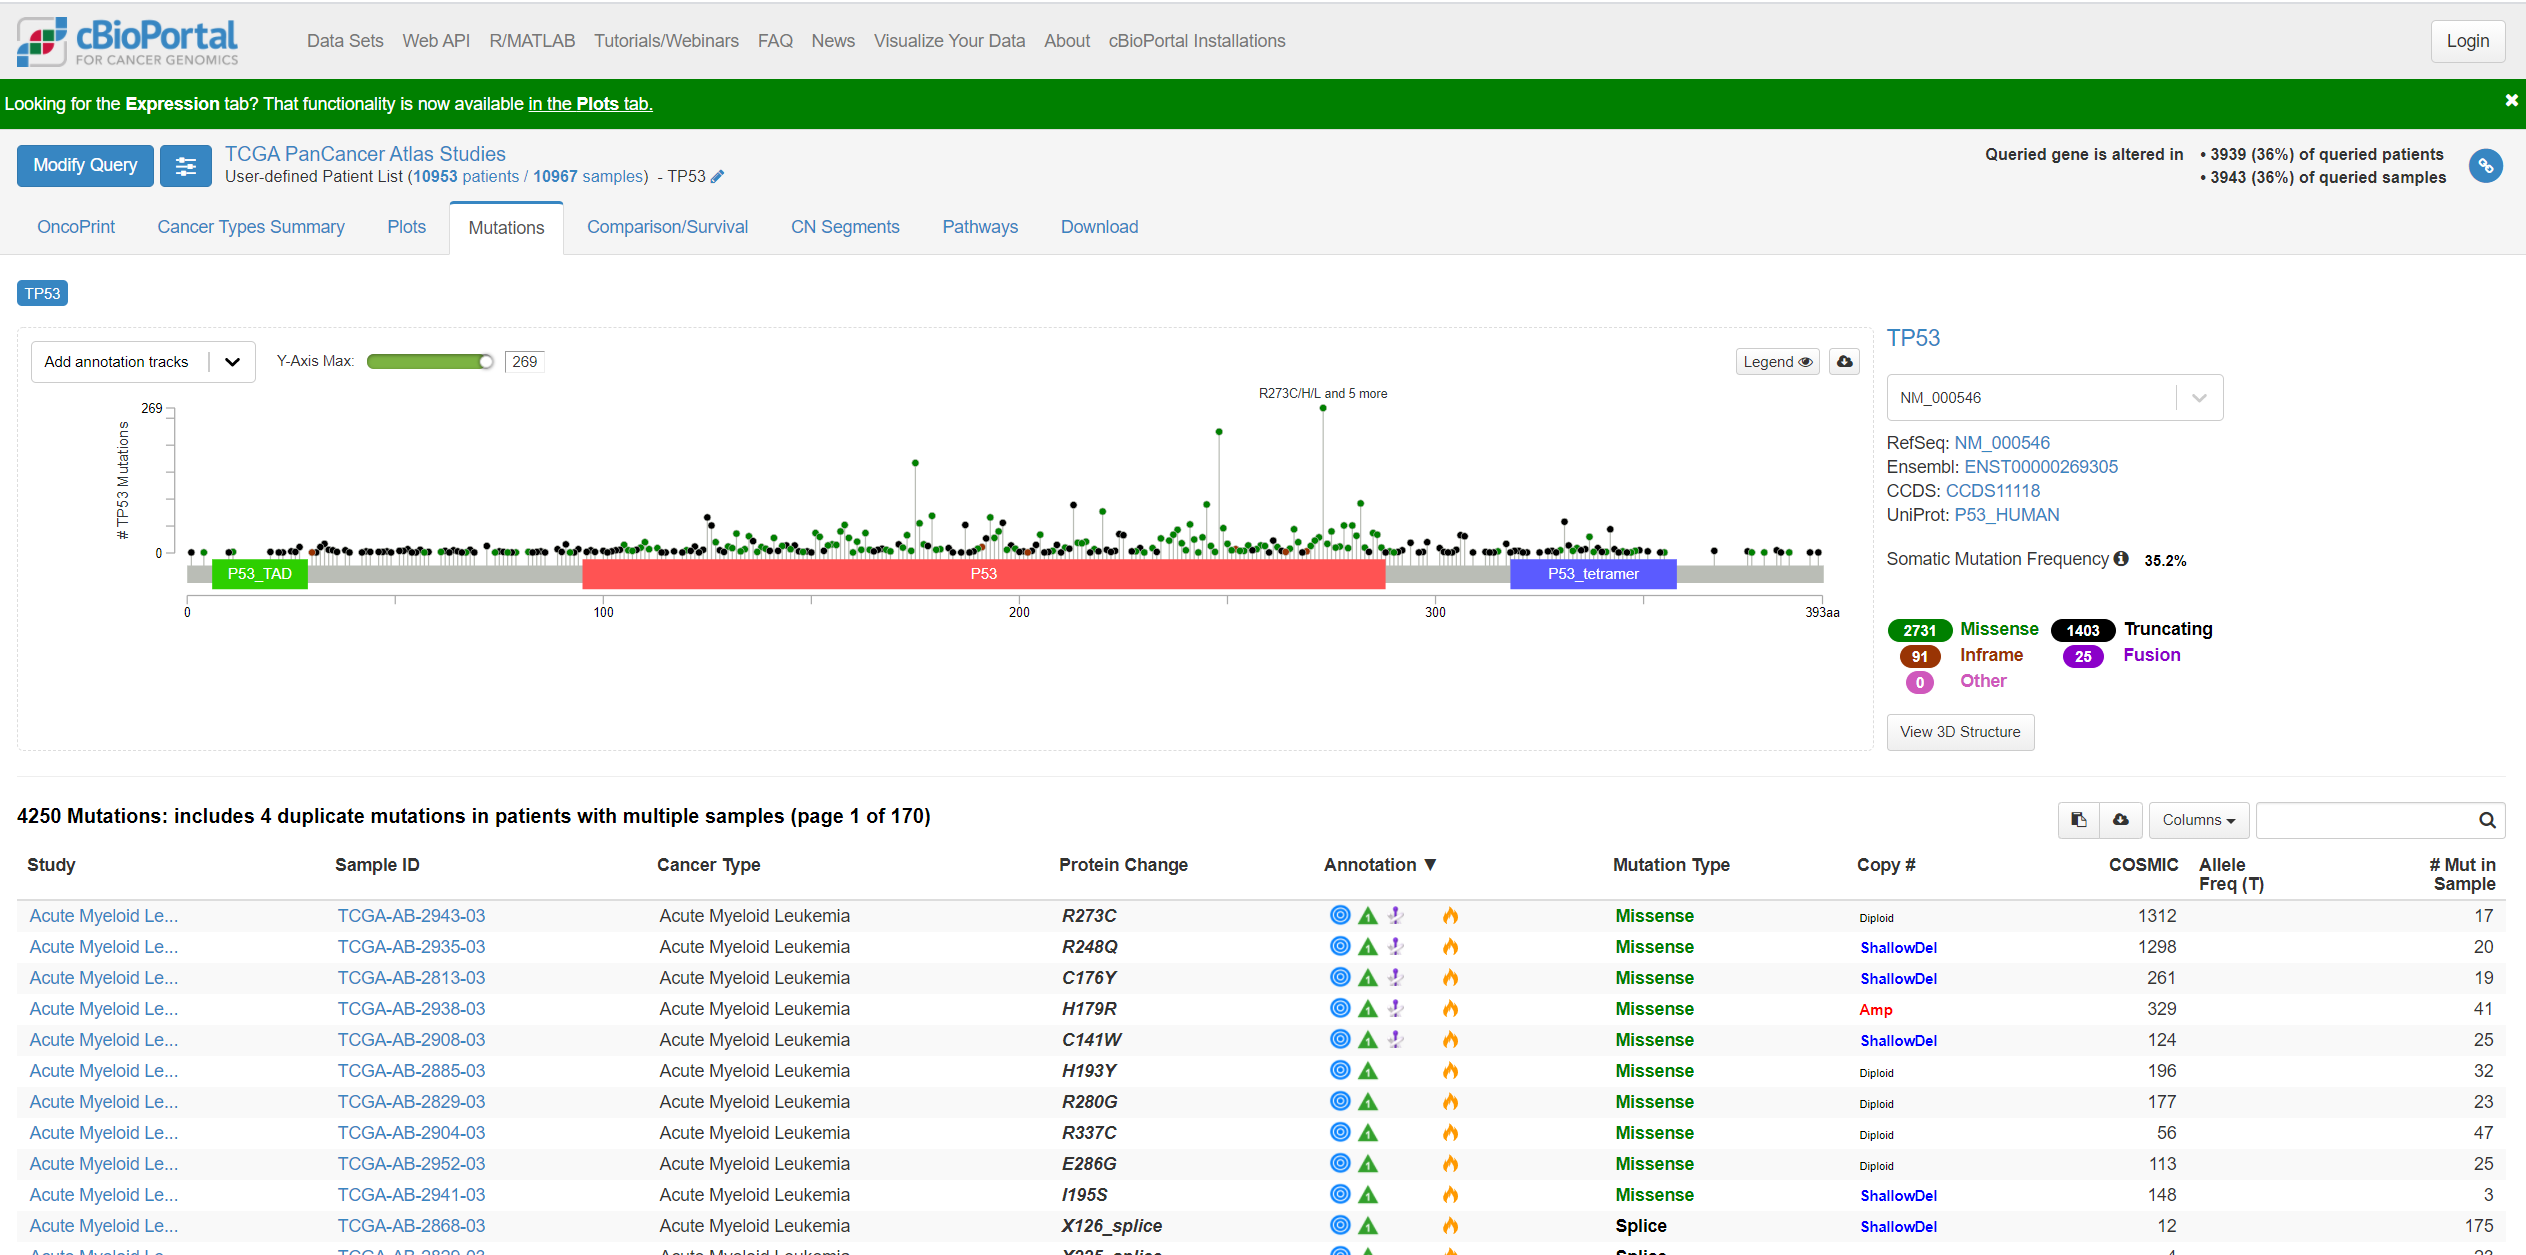 cBioPortal
FOR CANCER GENOMICS
Data Sets Web API R/MATLAB Tutorials/Webinars FAQ News Visualize Your Data About cBioPortal Installations Login
Looking for the Expression tab? That functionality is now available in the Plots tab.
Modify Query
TCGA PanCancer Atlas Studies
User-defined Patient List (10953 patients / 10967 samples) - TP53
Queried gene is altered in • 3939 (36%) of queried patients
• 3943 (36%) of queried samples
OncoPrint Cancer Types Summary Plots Mutations Comparison/Survival CN Segments Pathways Download
TP53
Add annotation tracks Y-Axis Max: 269
Legend
R273C/H/L and 5 more
269
# TP53 Mutations
0
P53_TAD P53 P53_tetramer
0 100 200 300 393aa
TP53
NM_000546
RefSeq: NM_000546
Ensembl: ENST00000269305
CCDS: CCDS11118
UniProt: P53_HUMAN
Somatic Mutation Frequency 35.2%
2731 Missense 1403 Truncating
91 Inframe 25 Fusion
0 Other
View 3D Structure
4250 Mutations: includes 4 duplicate mutations in patients with multiple samples (page 1 of 170)
Columns
Study Sample ID Cancer Type Protein Change Annotation ▼ Mutation Type Copy # COSMIC Allele Freq (T) # Mut in Sample
Acute Myeloid Le... TCGA-AB-2943-03 Acute Myeloid Leukemia R273C 1 Missense Diploid 1312 17
Acute Myeloid Le... TCGA-AB-2935-03 Acute Myeloid Leukemia R248Q 1 Missense ShallowDel 1298 20
Acute Myeloid Le... TCGA-AB-2813-03 Acute Myeloid Leukemia C176Y 1 Missense ShallowDel 261 19
Acute Myeloid Le... TCGA-AB-2938-03 Acute Myeloid Leukemia H179R 1 Missense Amp 329 41
Acute Myeloid Le... TCGA-AB-2908-03 Acute Myeloid Leukemia C141W 1 Missense ShallowDel 124 25
Acute Myeloid Le... TCGA-AB-2885-03 Acute Myeloid Leukemia H193Y 1 Missense Diploid 196 32
Acute Myeloid Le... TCGA-AB-2829-03 Acute Myeloid Leukemia R280G 1 Missense Diploid 177 23
Acute Myeloid Le... TCGA-AB-2904-03 Acute Myeloid Leukemia R337C 1 Missense Diploid 56 47
Acute Myeloid Le... TCGA-AB-2952-03 Acute Myeloid Leukemia E286G 1 Missense Diploid 113 25
Acute Myeloid Le... TCGA-AB-2941-03 Acute Myeloid Leukemia I195S 1 Missense ShallowDel 148 3
Acute Myeloid Le... TCGA-AB-2868-03 Acute Myeloid Leukemia X126_splice 1 Splice ShallowDel 12 175